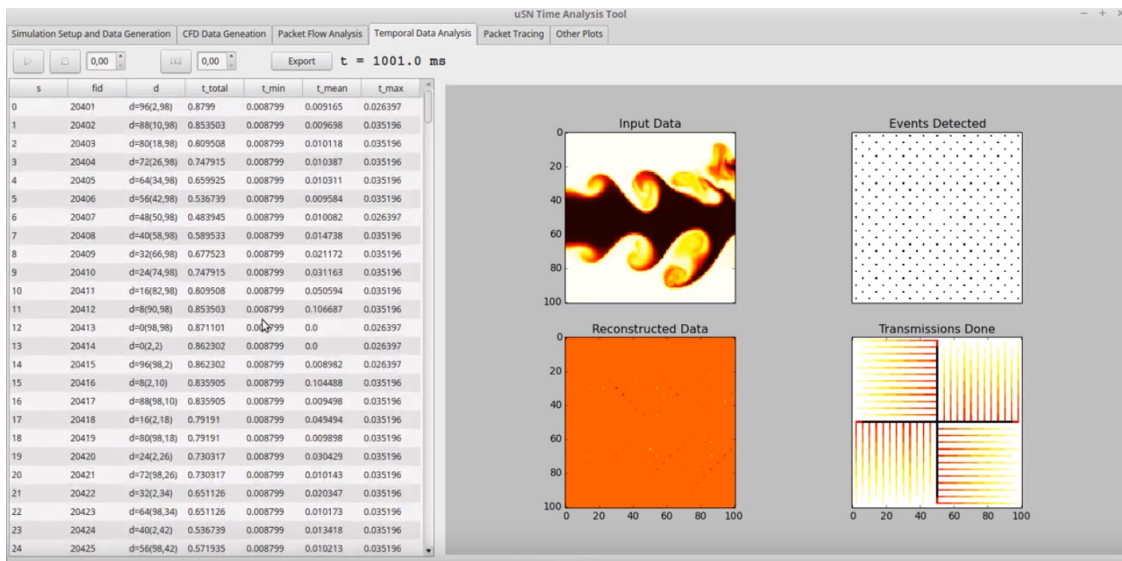 uSN Time Analysis Tool
Simulation Setup and Data Generation CFD Data Geneation Packet Flow Analysis Temporal Data Analysis Packet Tracing Other Plots
0,00 0,00 Export t = 1001.0 ms
s fid d t_total t_min t_mean t_max
0 20401 d=96(2,98) 0.8799 0.008799 0.009165 0.026397
1 20402 d=88(10,98) 0.853503 0.008799 0.009698 0.035196
2 20403 d=80(18,98) 0.809508 0.008799 0.010118 0.035196
3 20404 d=72(26,98) 0.747915 0.008799 0.010387 0.035196
4 20405 d=64(34,98) 0.659925 0.008799 0.010311 0.035196
5 20406 d=56(42,98) 0.536739 0.008799 0.009584 0.035196
6 20407 d=48(50,98) 0.483945 0.008799 0.010082 0.026397
7 20408 d=40(58,98) 0.589533 0.008799 0.014738 0.035196
8 20409 d=32(66,98) 0.677523 0.008799 0.021172 0.035196
9 20410 d=24(74,98) 0.747915 0.008799 0.031163 0.035196
10 20411 d=16(82,98) 0.809508 0.008799 0.050594 0.035196
11 20412 d=8(90,98) 0.853503 0.008799 0.106687 0.035196
12 20413 d=0(98,98) 0.871101 0.0 0.026397
13 20414 d=0(2,2) 0.862302 0.008799 0.0 0.026397
14 20415 d=96(98,2) 0.862302 0.008799 0.008982 0.026397
15 20416 d=8(2,10) 0.835905 0.008799 0.104488 0.035196
16 20417 d=88(98,10) 0.835905 0.008799 0.009498 0.035196
17 20418 d=16(2,18) 0.79191 0.008799 0.049494 0.035196
18 20419 d=80(98,18) 0.79191 0.008799 0.009898 0.035196
19 20420 d=24(2,26) 0.730317 0.008799 0.030429 0.035196
20 20421 d=72(98,26) 0.730317 0.008799 0.010143 0.035196
21 20422 d=32(2,34) 0.651126 0.008799 0.020347 0.035196
22 20423 d=64(98,34) 0.651126 0.008799 0.010173 0.035196
23 20424 d=40(2,42) 0.536739 0.008799 0.013418 0.035196
24 20425 d=56(98,42) 0.571935 0.008799 0.010213 0.035196
Input Data
0
20
40
60
80
100
Events Detected
Reconstructed Data
0
20
40
60
80
100
0 20 40 60 80 100
Transmissions Done
0 20 40 60 80 100